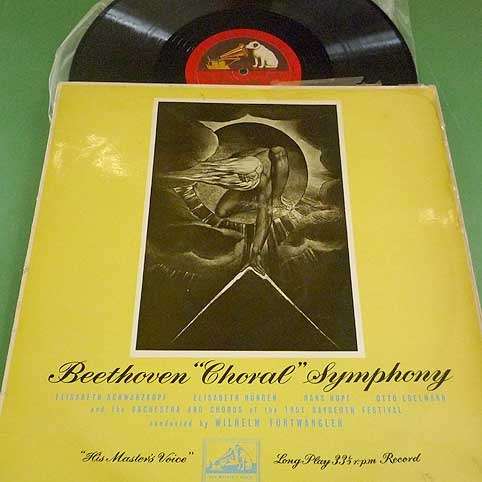 Beethoven "Choral" Symphony
ELISABETH SCHWARZKOPF ELISABETH HÖNGEN HANS HOPF OTTO EDELMANN
and the ORCHESTRA AND CHORUS of the 1951 BAYREUTH FESTIVAL
conducted by WILHELM FURTWÄNGLER
"His Master's Voice" Long Play 33⅓ r.p.m Record